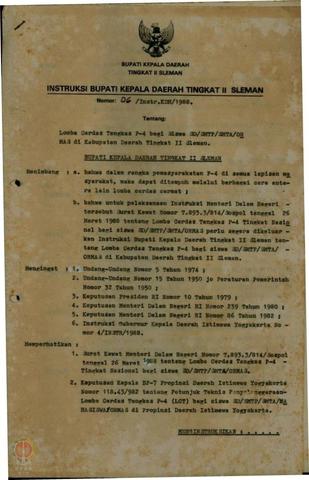 BUPATI KEPALA DAERAH
TINGKAT II SLEMAN
INSTRUKSI BUPATI KEPALA DAERAH TINGKAT II SLEMAN
Nomor: 06 /Instr.KDH/1988.
Tentang:
Lomba Cerdas Tangkas P-4 bagi Siswa SD/SMTP/SMTA/OR
MAS di Kabupaten Daerah Tingkat II Sleman.
BUPATI KEPALA DAERAH TINGKAT II SLEMAN
Menimbang : a. bahwa dalam rangka pemasyarakatan P-4 di semua lapisan ma
syarakat, maka dapat ditempuh melalui berbagai cara anta-
ra lain lomba cerdas cermat ;
b. bahwa untuk pelaksanaan Instruksi Menteri Dalam Negeri -
tersebut Surat Kawat Nomor T.893.3/814/Sospol tanggal 26
Maret 1988 tentang Lomba Cerdas Tangkas P-4 Tingkat Nasio
nal bagi siswa SD/SMTP/SMTA/ORMAS perlu segera dikeluar-
kan Instruksi Bupati Kepala Daerah Tingkat II Sleman ten-
tang Lomba Cerdas Tangkas P-4 bagi siswa SD/SMTP/SMTA/-
ORMAS di Kabupaten Daerah Tingkat II Sleman.
Mengingat : 1. Undang-Undang Nomor 5 Tahun 1974 ;
2. Undang-Undang Nomor 15 Tahun 1950 jo Peraturan Pemerintah
Nomor 32 Tahun 1950 ;
3. Keputusan Presiden RI Nomor 10 Tahun 1979 ;
4. Keputusan Menteri Dalam Negeri RI Nomor 239 Tahun 1980 ;
5. Keputusan Menteri Dalam Negeri RI Nomor 86 Tahun 1982 ;
6. Instruksi Gubernur Kepala Daerah Istimewa Yogyakarta No -
mor 4/INSTR/1988.
Memperhatikan :
1. Surat Kawat Menteri Dalam Negeri Nomor T.893.3/814/Sospol
tanggal 26 Maret 1988 tentang Lomba Cerdas Tangkas P-4 -
Tingkat Nasional bagi siswa SD/SMTP/SMTA/ORMAS.
2. Keputusan Kepala BP-7 Propinsi Daerah Istimewa Yogyakarta
Nomor 118.43/982 tentang Petunjuk Teknis Penyelenggaraan-
Lomba Cerdas Tangkas P-4 (LCT) bagi siswa SD/SMTP/SMTA/MA
HASISWA/ORMAS di Propinsi Daerah Istimewa Yogyakarta.
MENGINSTRUKSIKAN : . . . . .